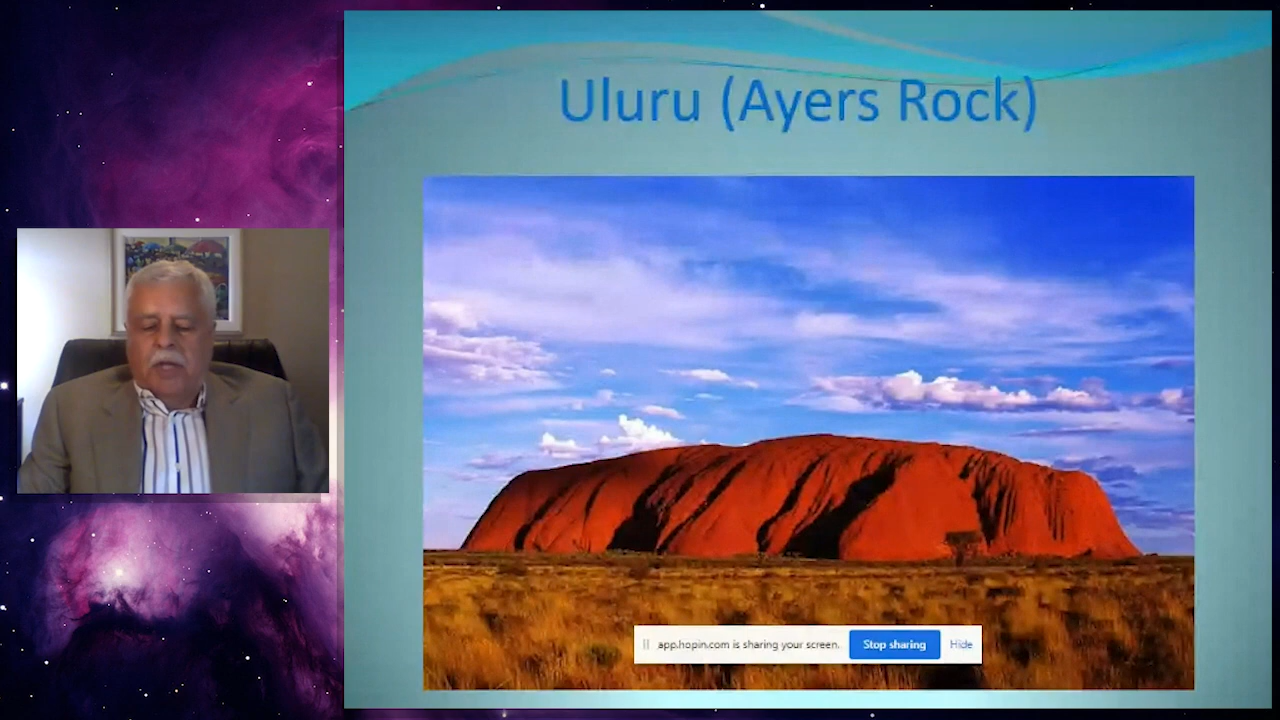 Uluru (Ayers Rock)
app.hopin.com is sharing your screen. Stop sharing Hide